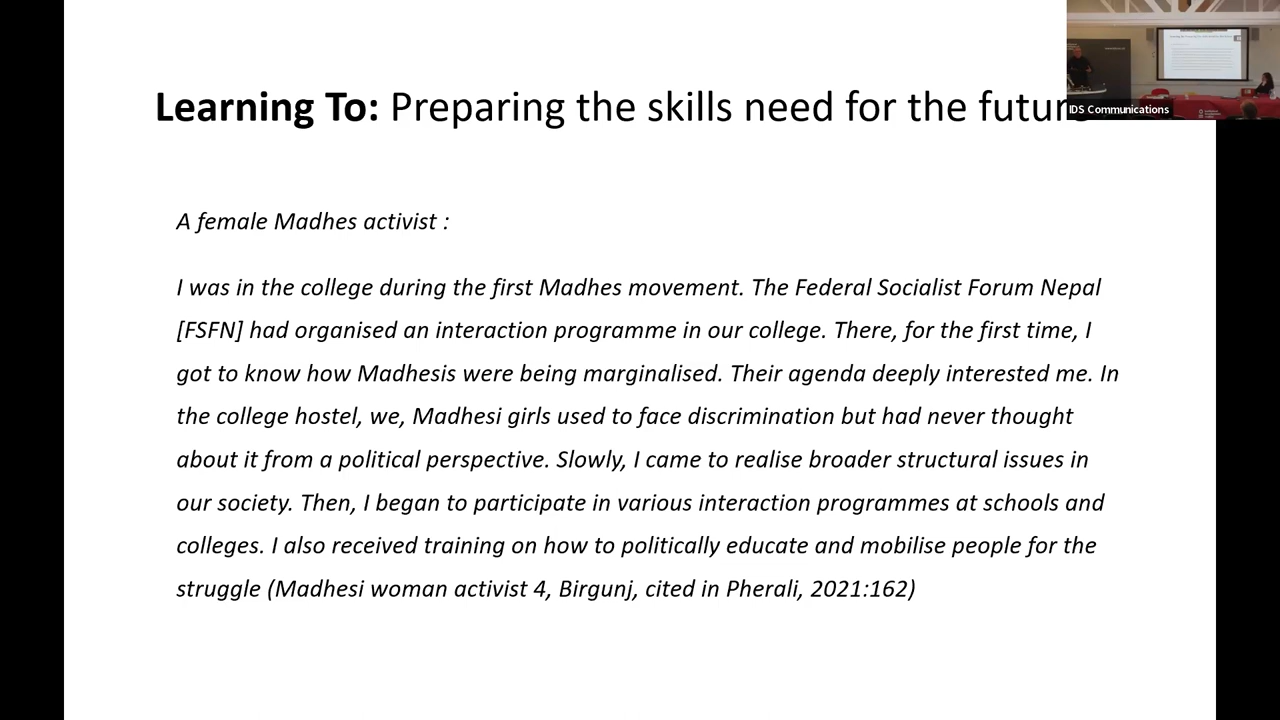 Learning To: Preparing the skills need for the futur
IDS Communications
A female Madhes activist :
I was in the college during the first Madhes movement. The Federal Socialist Forum Nepal
[FSFN] had organised an interaction programme in our college. There, for the first time, I
got to know how Madhesis were being marginalised. Their agenda deeply interested me. In
the college hostel, we, Madhesi girls used to face discrimination but had never thought
about it from a political perspective. Slowly, I came to realise broader structural issues in
our society. Then, I began to participate in various interaction programmes at schools and
colleges. I also received training on how to politically educate and mobilise people for the
struggle (Madhesi woman activist 4, Birgunj, cited in Pherali, 2021:162)